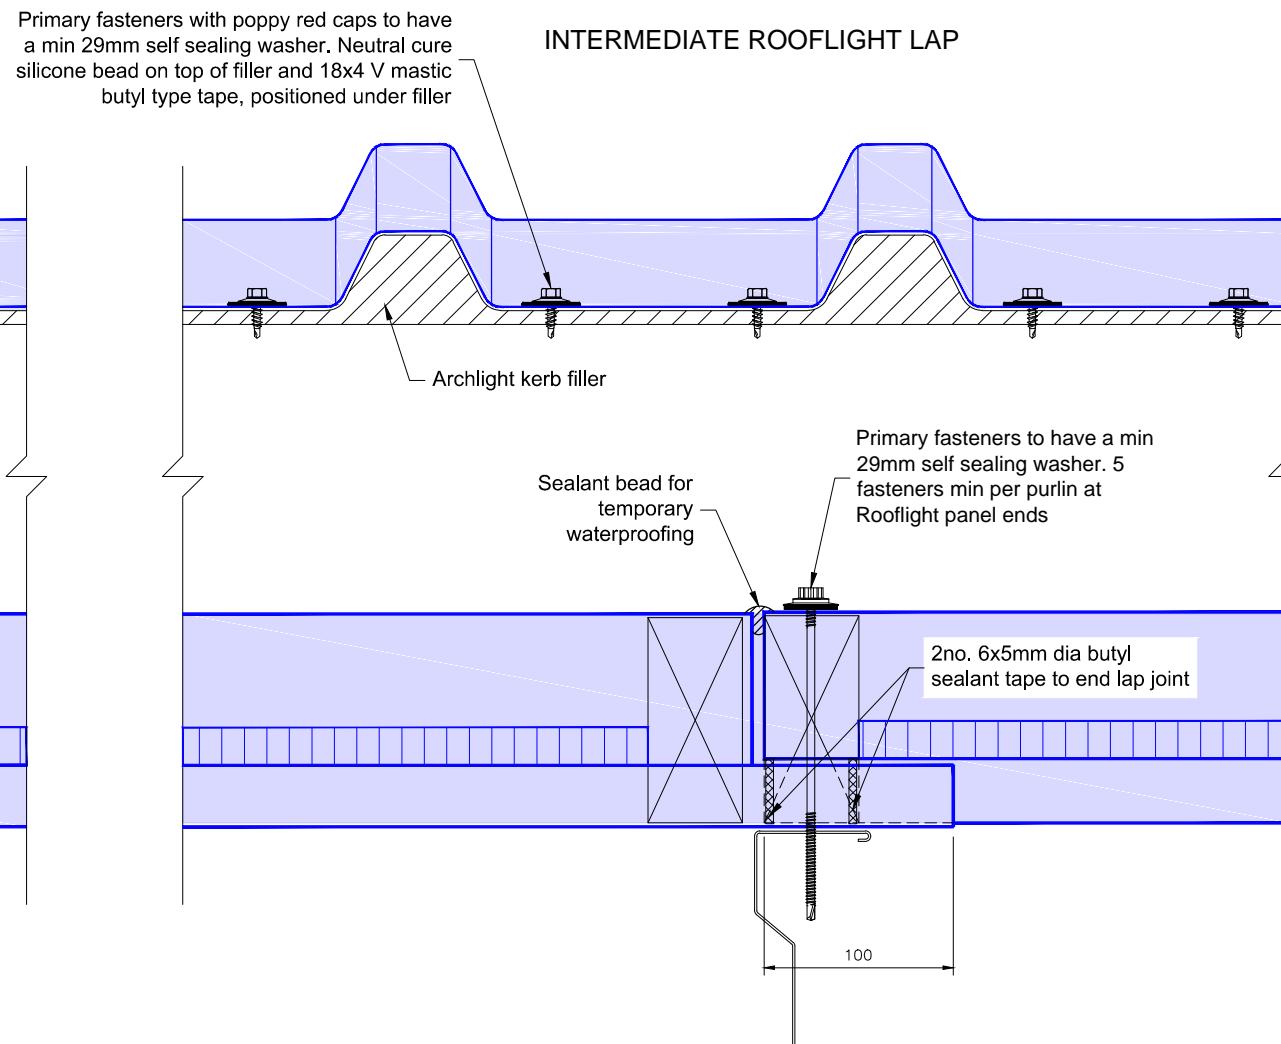 Primary fasteners with poppy red caps to have
a min 29mm self sealing washer. Neutral cure
silicone bead on top of filler and 18x4 V mastic
butyl type tape, positioned under filler
INTERMEDIATE ROOFLIGHT LAP
Archlight kerb filler
Primary fasteners to have a min
29mm self sealing washer. 5
fasteners min per purlin at
Rooflight panel ends
Sealant bead for
temporary
waterproofing
2no. 6x5mm dia butyl
sealant tape to end lap joint
100